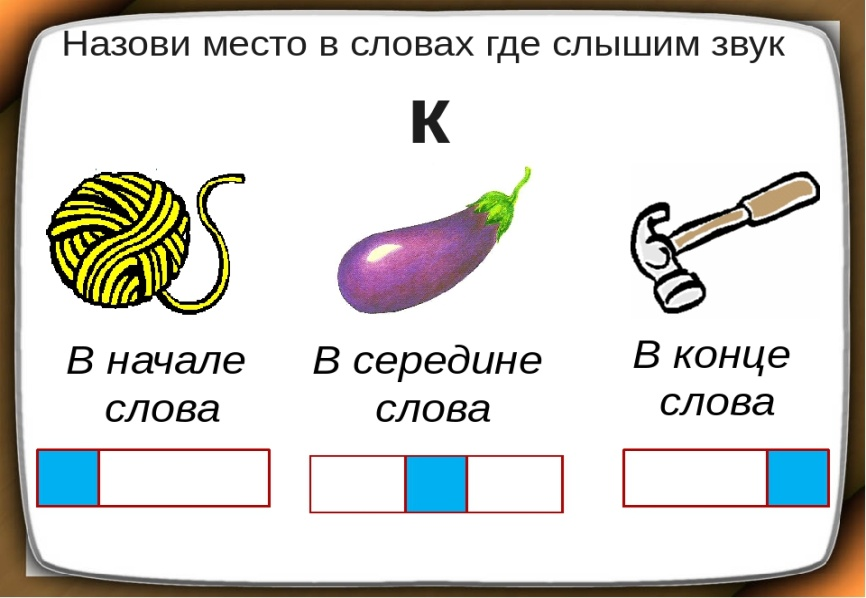 Назови место в словах где слышим звук
к
В начале
слова
В середине
слова
В конце
слова